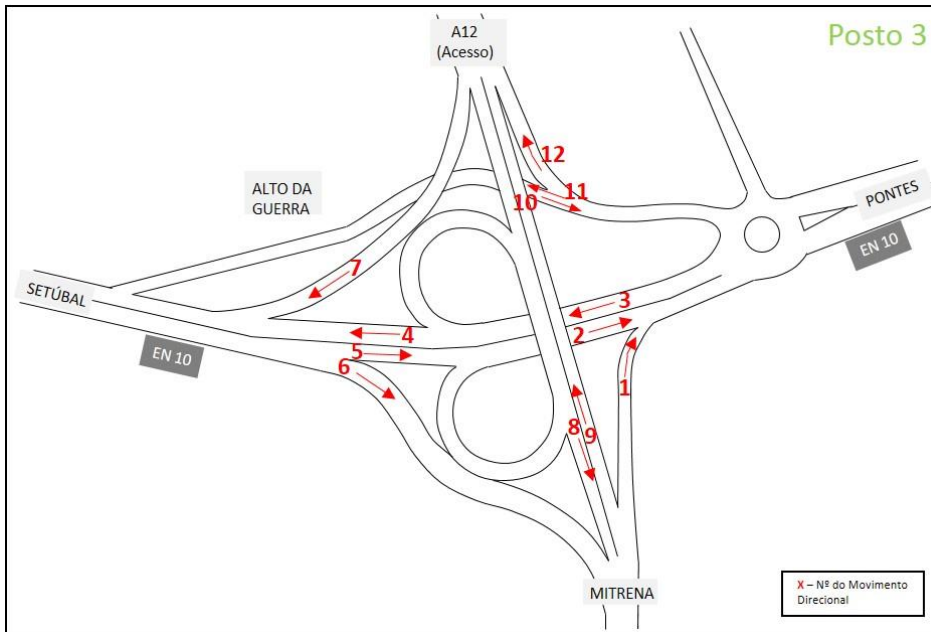 A12
(Acesso)
Posto 3
12
11
10
ALTO DA
GUERRA
PONTES
EN 10
7
SETÚBAL
3
2
4
5
6
EN 10
1
8
9
MITRENA
X – Nº do Movimento
Direcional